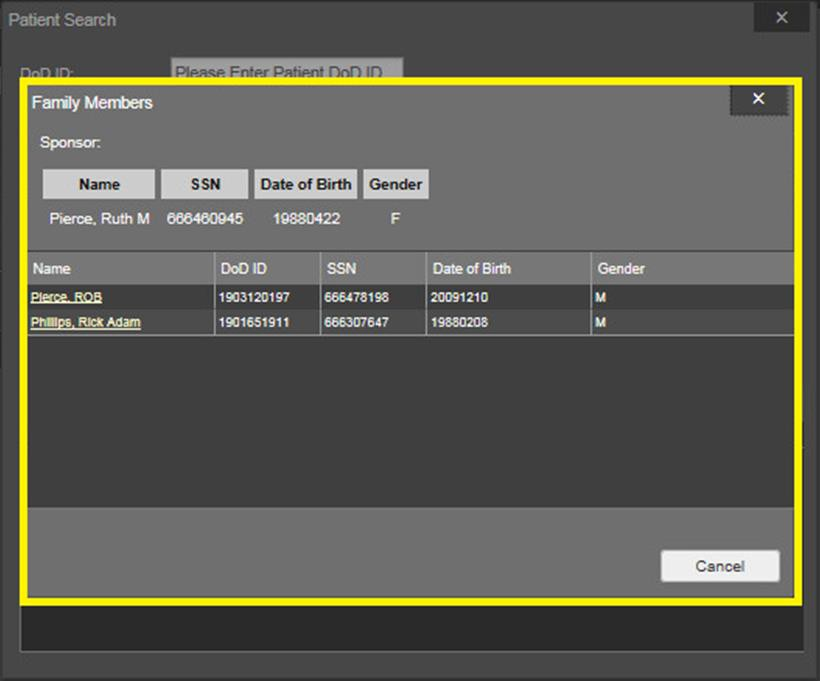 Patient Search
DoD ID: Please Enter Patient DoD ID
Family Members
Sponsor:
Name SSN Date of Birth Gender
Pierce, Ruth M 666460945 19880422 F
Name DoD ID SSN Date of Birth Gender
Pierce, ROB 1903120197 666478198 20091210 M
Phillips, Rick Adam 1901651911 666307647 19880208 M
Cancel